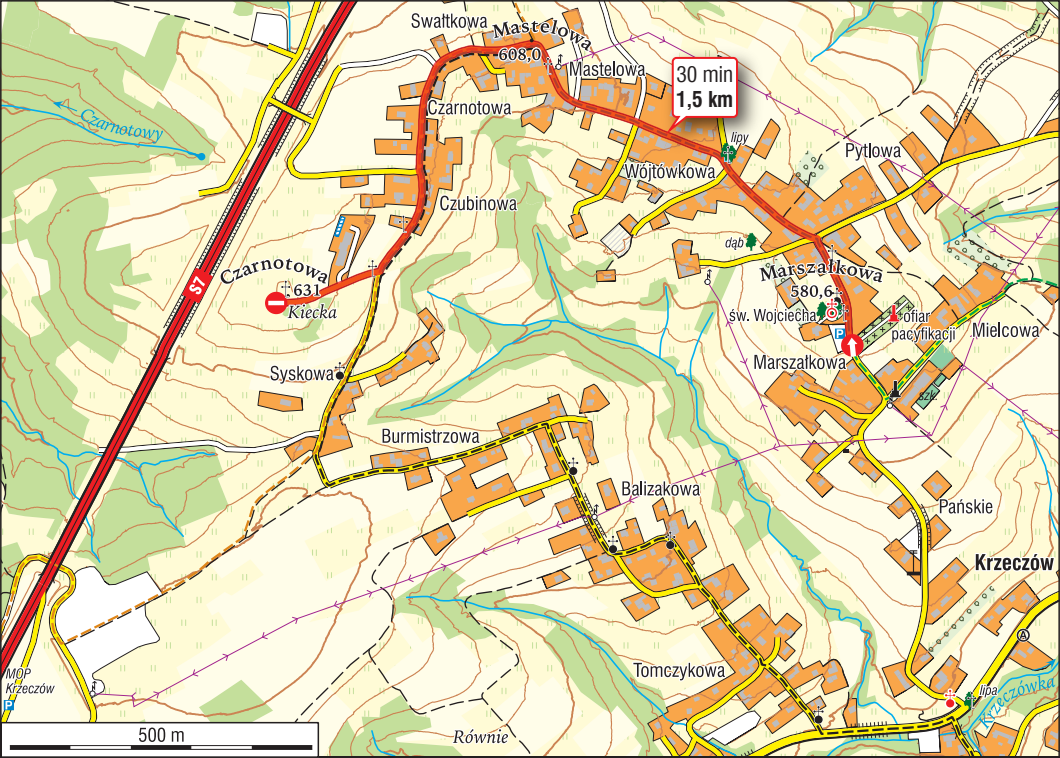 Swałtkowa
Mastelowa
608,0
Mastelowa
30 min
1,5 km
Czarnotowy
Czarnotowa
lipy
Wójtówkowa
Pytlowa
Czubinowa
dąb
S7
Czarnotowa
631
Kiecka
Marszałkowa
580,6
św. Wojciecha
P
ofiar
pacyfikacji
Mielcowa
Marszałkowa
Syskowa
szk.
Burmistrzowa
Balizakowa
Pańskie
Krzeczów
A
MOP
Krzeczów
P
Tomczykowa
lipa
Krzeczówka
Równie
500 m